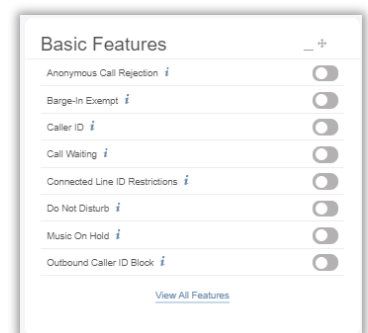 Basic Features
Anonymous Call Rejection i
Barge-In Exempt i
Caller ID i
Call Waiting i
Connected Line ID Restrictions i
Do Not Disturb i
Music On Hold i
Outbound Caller ID Block i
View All Features